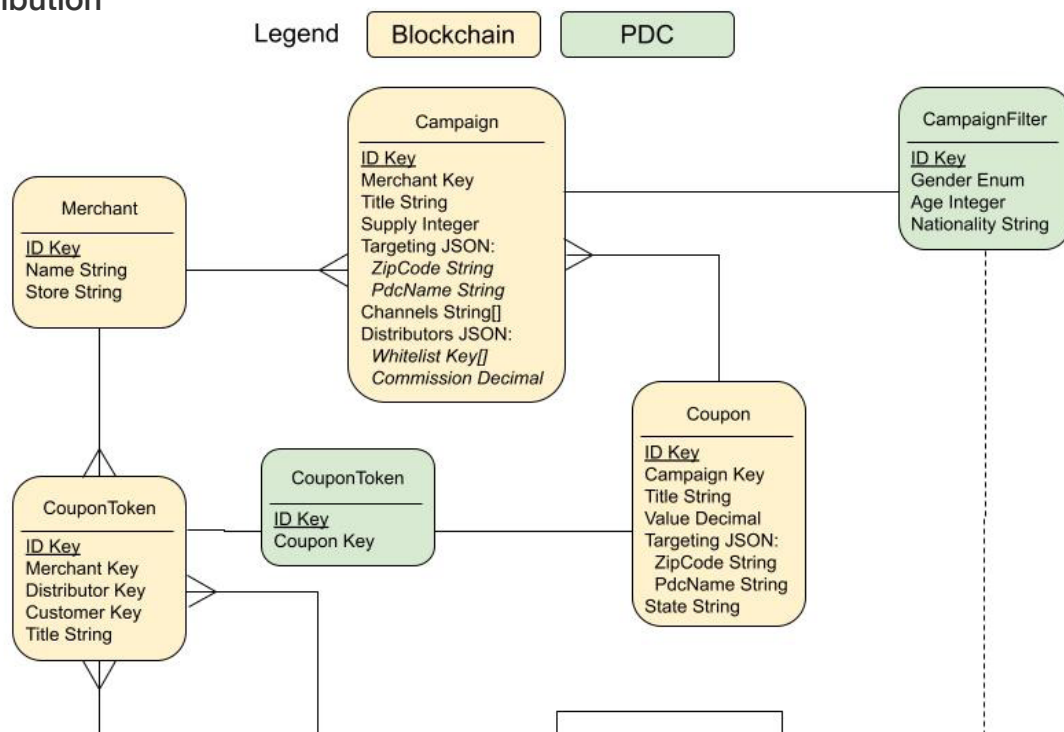 Legend
Blockchain
PDC
Campaign
ID Key
Merchant Key
Title String
Supply Integer
Targeting JSON:
ZipCode String
PdcName String
Channels String[]
Distributors JSON:
Whitelist Key[]
Commission Decimal
CampaignFilter
ID Key
Gender Enum
Age Integer
Nationality String
Merchant
ID Key
Name String
Store String
Coupon
ID Key
Campaign Key
Title String
Value Decimal
Targeting JSON:
ZipCode String
PdcName String
State String
CouponToken
ID Key
Coupon Key
CouponToken
ID Key
Merchant Key
Distributor Key
Customer Key
Title String